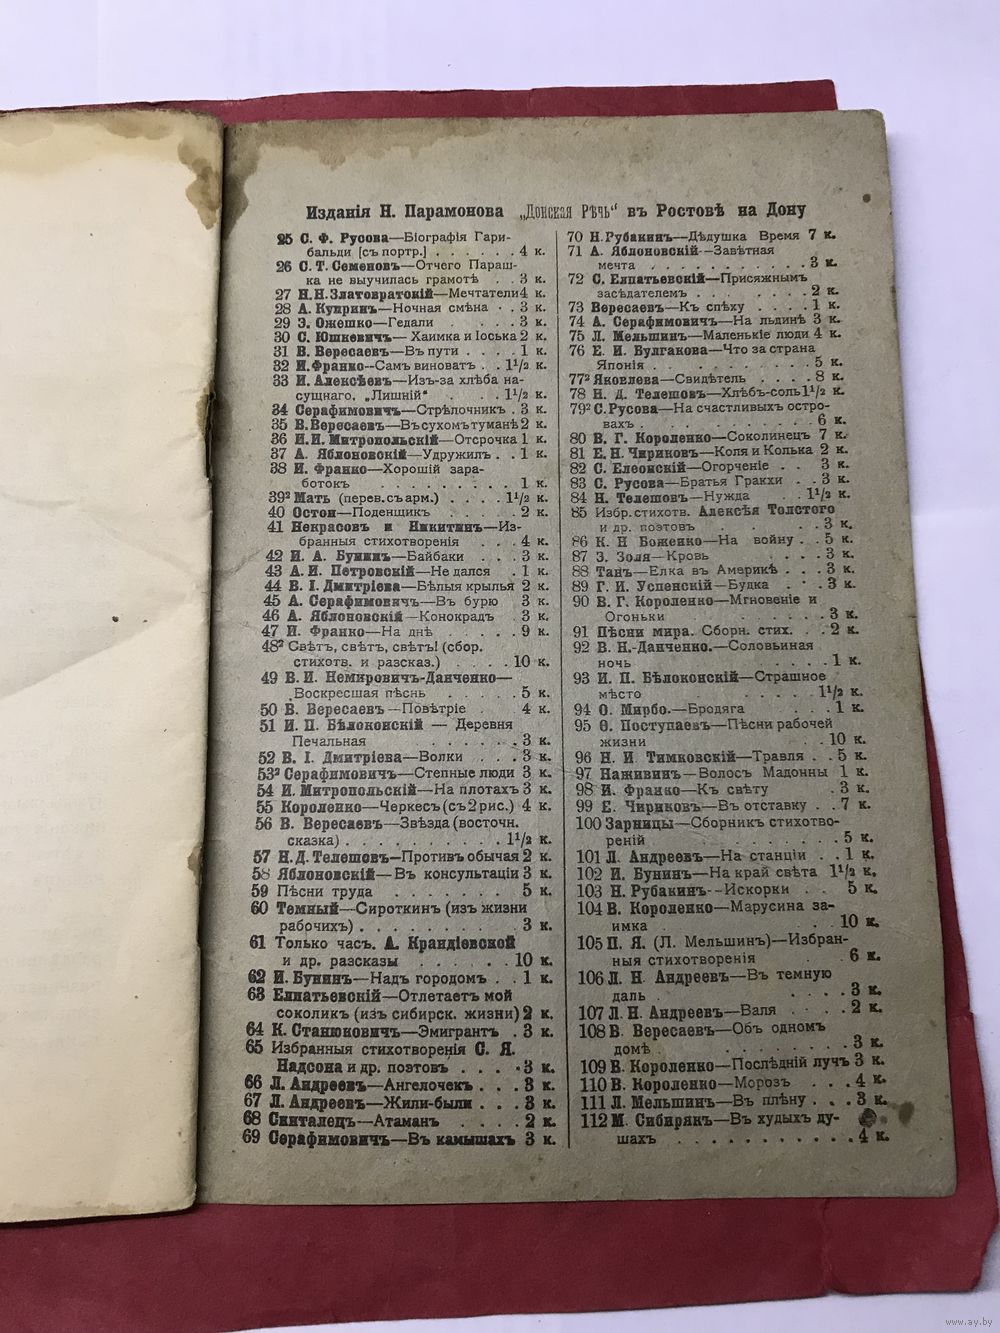 Изданія Н. Парамонова „Донская Рѣчь“ въ Ростовѣ на Дону
25 С. Ф. Русова—Біографія Гари-
бальди [съ портр.] . . . . . . 4 к.
26 С. Т. Семеновъ—Отчего Параш-
ка не выучилась грамотѣ . . 3 к.
27 Н. Н. Златовратскій—Мечтатели 4 к.
28 А. Купринъ—Ночная смѣна . . 3 к.
29 Э. Ожешко—Гедали . . . . . 3 к.
30 С. Юшкевичъ—Хаимка и Іоська 2 к.
31 В. Вересаевъ—Въ пути . . . . 1 к.
32 И. Франко—Самъ виноватъ . . 1½ к.
33 И. Алексѣевъ—Изъ-за хлѣба на-
сущнаго, „Лишній“ . . . . 1½ к.
34 Серафимовичъ—Стрѣлочникъ . 3 к.
35 В. Вересаевъ—Въ сухомъ туманѣ 2 к.
36 И. И. Митропольскій—Отсрочка 1 к.
37 А. Яблоновскій—Удружилъ . . 1 к.
38 И. Франко—Хорошій зара-
ботокъ . . . . . . . . . 1 к.
39² Мать (перев. съ арм.) . . . . 1½ к.
40 Остоя—Поденщикъ . . . . . 2 к.
41 Некрасовъ и Никитинъ—Из-
бранныя стихотворенія . . . 4 к.
42 И. А. Бунинъ—Байбаки . . . 3 к.
43 А. И. Петровскій—Не дался . 1 к.
44 В. І. Дмитріева—Бѣлыя крылья 2 к.
45 А. Серафимовичъ—Въ бурю 3 к.
46 А. Яблоновскій—Конокрадъ . 3 к.
47 И. Франко—На днѣ . . . . . 9 к.
48² Свѣтъ, свѣтъ, свѣтъ! (сбор.
стихотв. и разсказ.) . . . . 10 к.
49 В. И. Немировичъ-Данченко—
Воскресшая пѣснь . . . . . 5 к.
50 В. Вересаевъ—Повѣтріе . . 4 к.
51 И. П. Бѣлоконскій — Деревня
Печальная . . . . . . . 3 к.
52 В. І. Дмитріева—Волки . . . 3 к.
53² Серафимовичъ—Степные люди 3 к.
54 И. Митропольскій—На плотахъ 3 к.
55 Короленко—Черкесъ (съ 2 рис.) 4 к.
56 В. Вересаевъ—Звѣзда (восточн.
сказка) . . . . . . . . . . 1½ к.
57 Н. Д. Телешовъ—Противъ обычая 2 к.
58 Яблоновскій—Въ консультаціи 3 к.
59 Пѣсни труда . . . . . . . 5 к.
60 Темный—Сироткинъ (изъ жизни
рабочихъ) . . . . . . . . . 3 к.
61 Только часъ. А. Крандіевской
и др. разсказы . . . . . . 10 к.
62 И. Бунинъ—Надъ городомъ . . 1 к.
63 Елпатьевскій—Отлетаетъ мой
соколикъ (изъ сибирск. жизни) 2 к.
64 К. Станюковичъ—Эмигрантъ . 3 к.
65 Избранныя стихотворенія С. Я.
Надсона и др. поэтовъ . . . . 3 к.
66 Л. Андреевъ—Ангелочекъ . . . 3 к.
67 Л. Андреевъ—Жили-были . . . 3 к.
68 Скиталецъ—Атаманъ . . . . 2 к.
69 Серафимовичъ—Въ камышахъ 3 к.
70 Н. Рубакинъ—Дѣдушка Время 7 к.
71 А. Яблоновскій—Завѣтная
мечта . . . . . . . . . . 3 к.
72 С. Елпатьевскій—Присяжнымъ
засѣдателемъ . . . . . . . . 2 к.
73 Вересаевъ—Къ спѣху . . . . . 1 к.
74 А. Серафимовичъ—На льдинѣ 3 к.
75 Л. Мельшинъ—Маленькіе люди 4 к.
76 Е. И. Булганова—Что за страна
Японія . . . . . . . . . . . 5 к.
77² Яковлева—Свидѣтель . . . . 8 к.
78 Н. Д. Телешовъ—Хлѣбъ-соль 1½ к.
79² С. Русова—На счастливыхъ остро-
вахъ . . . . . . . . . . . 6 к.
80 В. Г. Короленко—Соколинецъ 7 к.
81 Е. Н. Чириковъ—Коля и Колька 2 к.
82 С. Елеонскій—Огорченіе . . 3 к.
83 С. Русова—Братья Гракхи . . 3 к.
84 Н. Телешовъ—Нужда . . 1½ к.
85 Избр. стихотв. Алексѣя Толстого
и др. поэтовъ . . . . . . 3 к.
86 К. Н Боженко—На войну . . 5 к.
87 Э. Золя—Кровь . . . . 3 к.
88 Танъ—Елка въ Америкѣ . . . 3 к.
89 Г. И. Успенскій—Будка . . . 3 к.
90 В. Г. Короленко—Мгновеніе и
Огоньки . . . . . . . . 3 к.
91 Пѣсни мира. Сборн. стих. . . 2 к.
92 В. Н.-Данченко.—Соловьиная
ночь . . . . . 1 к.
93 И. П. Бѣлоконскій—Страшное
мѣсто . . . . . . 1½ к.
94 О. Мирбо.—Бродяга . . . 1 к.
95 Ѳ. Поступаевъ—Пѣсни рабочей
жизни . . 10 к.
96 Н. И Тимковскій—Травля . . 5 к.
97 Наживинъ—Волосъ Мадонны 1 к.
98 И. Франко—Къ свѣту . 3 к.
99 Е. Чириковъ—Въ отставку . . 7 к.
100 Зарницы—Сборникъ стихотво-
реній . . . . . . . 5 к.
101 Л. Андреевъ—На станціи . . 1 к.
102 И. Бунинъ—На край свѣта 1½ к.
103 Н. Рубакинъ—Искорки . . 5 к.
104 В. Короленко—Марусина за-
имка . . . . . . . . 10 к.
105 П. Я. (Л. Мельшинъ)—Избран-
ныя стихотворенія . 6 к.
106 Л. Н. Андреевъ—Въ темную
даль . . . . . 3 к.
107 Л. Н. Андреевъ—Валя . . . . 2 к.
108 В. Вересаевъ—Объ одномъ
домѣ . . . . . . . . 3 к.
109 В. Короленко—Послѣдній лучъ 3 к.
110 В. Короленко—Морозъ . . . 4 к.
111 Л. Мельшинъ—Въ плѣну . . . 3 к.
112 М. Сибирякъ—Въ худыхъ ду-
шахъ . . . . . . . . . . 4 к.
www.ay.by